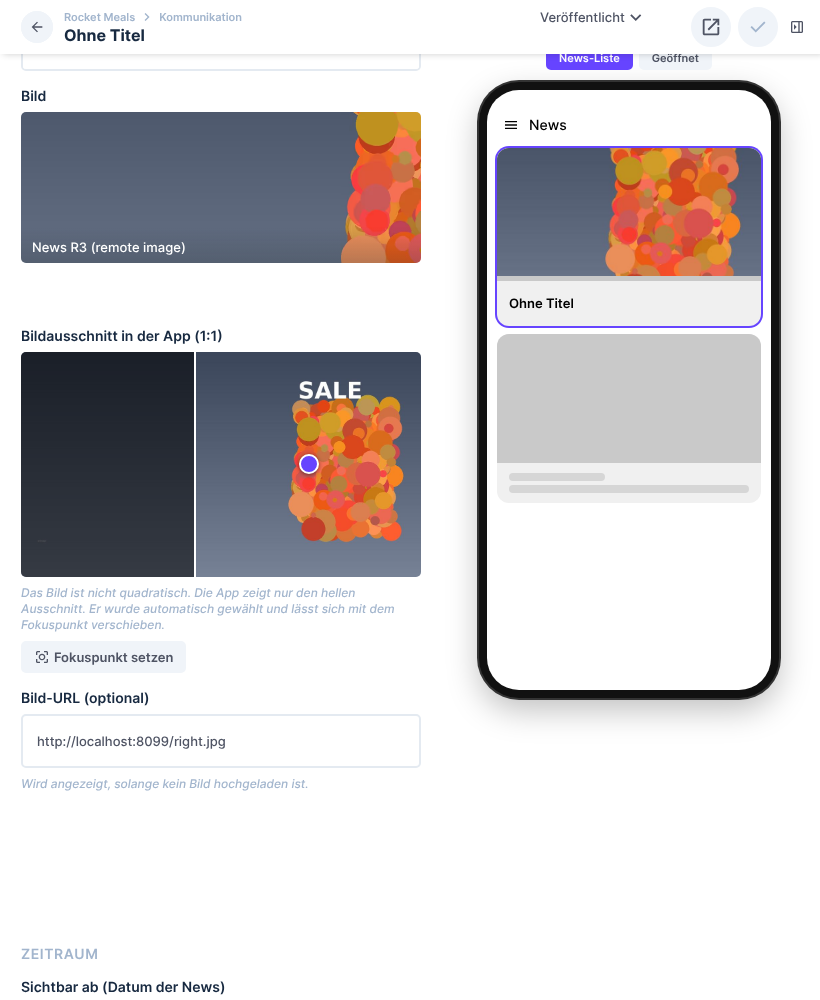 Rocket Meals > Kommunikation
Ohne Titel
Veröffentlicht
News-Liste
Geöffnet
Bild
News R3 (remote image)
Bildausschnitt in der App (1:1)
SALE
Das Bild ist nicht quadratisch. Die App zeigt nur den hellen
Ausschnitt. Er wurde automatisch gewählt und lässt sich mit dem
Fokuspunkt verschieben.
Fokuspunkt setzen
Bild-URL (optional)
http://localhost:8099/right.jpg
Wird angezeigt, solange kein Bild hochgeladen ist.
ZEITRAUM
Sichtbar ab (Datum der News)
News
Ohne Titel